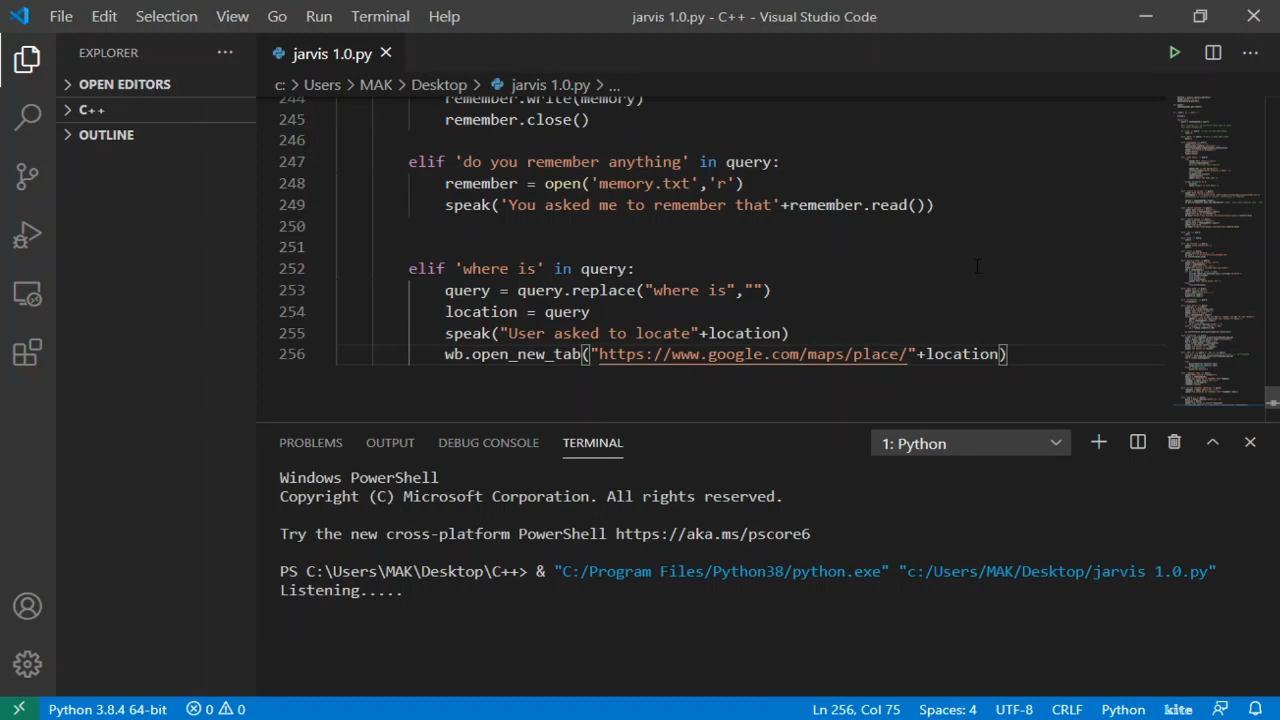 File Edit Selection View Go Run Terminal Help jarvis 1.0.py - C++ - Visual Studio Code
EXPLORER ···
OPEN EDITORS
C++
OUTLINE
jarvis 1.0.py
c: > Users > MAK > Desktop > jarvis 1.0.py > ...
244 remember.write(memory)
245 remember.close()
246
247 elif 'do you remember anything' in query:
248 remember = open('memory.txt','r')
249 speak('You asked me to remember that'+remember.read())
250
251
252 elif 'where is' in query:
253 query = query.replace("where is","")
254 location = query
255 speak("User asked to locate"+location)
256 wb.open_new_tab("https://www.google.com/maps/place/"+location)
PROBLEMS OUTPUT DEBUG CONSOLE TERMINAL 1: Python
Windows PowerShell
Copyright (C) Microsoft Corporation. All rights reserved.
Try the new cross-platform PowerShell https://aka.ms/pscore6
PS C:\Users\MAK\Desktop\C++> & "C:/Program Files/Python38/python.exe" "c:/Users/MAK/Desktop/jarvis 1.0.py"
Listening.....
Python 3.8.4 64-bit 0 0 Ln 256, Col 75 Spaces: 4 UTF-8 CRLF Python kite